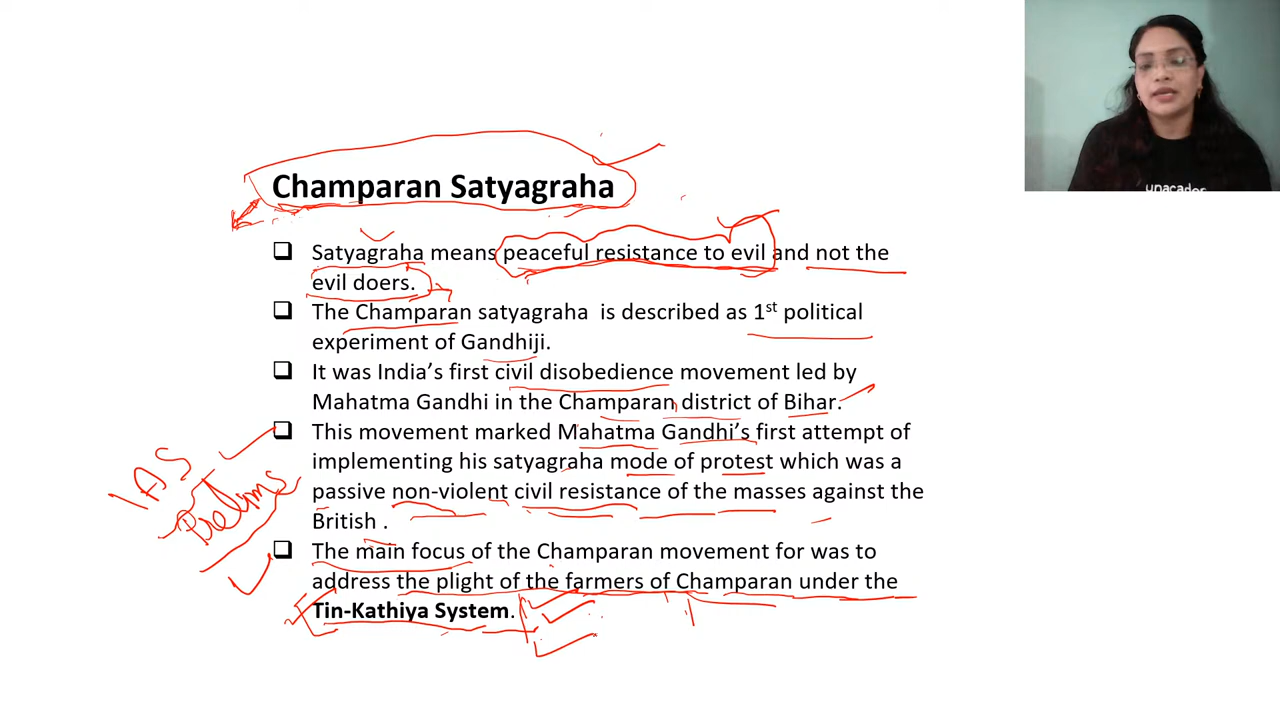 Champaran Satyagraha
Satyagraha means peaceful resistance to evil and not the
evil doers.
The Champaran satyagraha is described as 1st political
experiment of Gandhiji.
It was India's first civil disobedience movement led by
Mahatma Gandhi in the Champaran district of Bihar.
This movement marked Mahatma Gandhi's first attempt of
implementing his satyagraha mode of protest which was a
passive non-violent civil resistance of the masses against the
British .
The main focus of the Champaran movement for was to
address the plight of the farmers of Champaran under the
Tin-Kathiya System.
IAS
Prelims